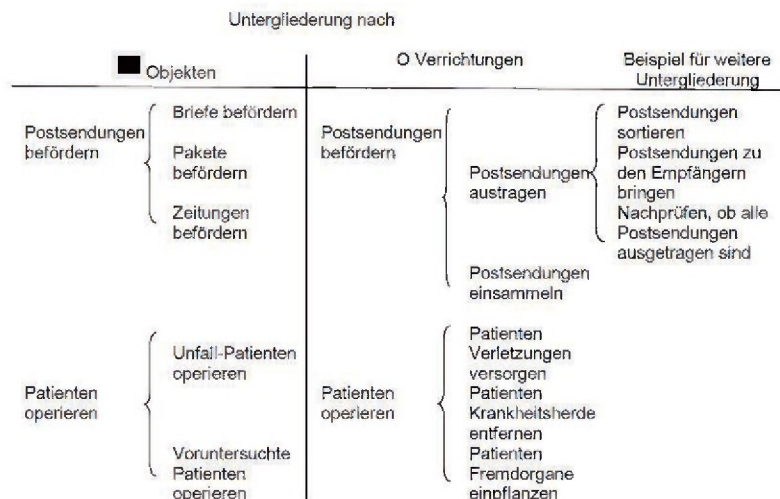 Untergliederung nach
■ Objekten
O Verrichtungen
Beispiel für weitere
Untergliederung
Postsendungen
befördern
Briefe befördern
Pakete
befördern
Zeitungen
befördern
Postsendungen
befördern
Postsendungen
austragen
Postsendungen
einsammeln
Postsendungen
sortieren
Postsendungen zu
den Empfängern
bringen
Nachprüfen, ob alle
Postsendungen
ausgetragen sind
Patienten
operieren
Unfall-Patienten
operieren
Voruntersuchte
Patienten
operieren
Patienten
operieren
Patienten
Verletzungen
versorgen
Patienten
Krankheitsherde
entfernen
Patienten
Fremdorgane
einpflanzen